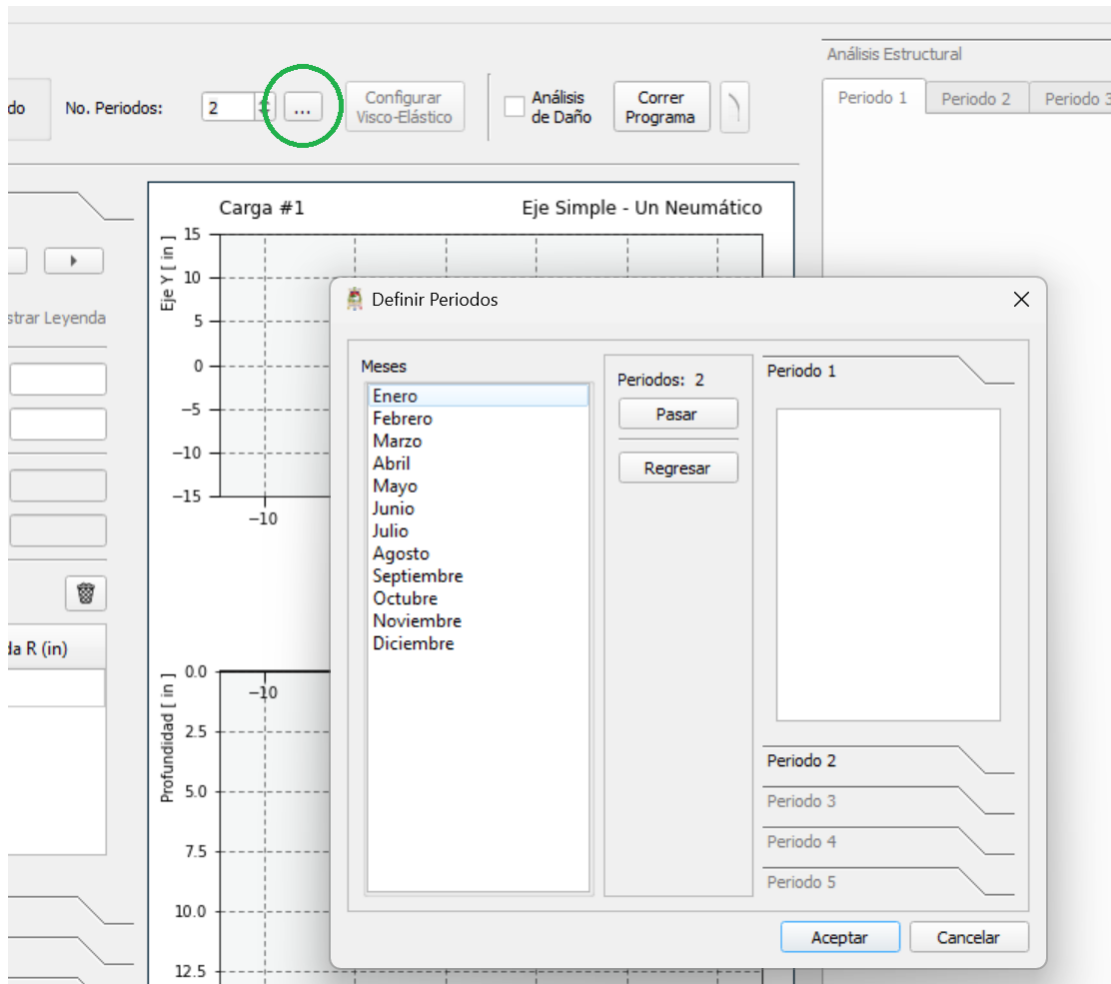 Análisis Estructural
do
No. Periodos:
2
...
Configurar
Visco-Elástico
Análisis
de Daño
Correr
Programa
Periodo 1
Periodo 2
Periodo 3
Carga #1
Eje Simple - Un Neumático
Eje Y [ in ]
15
10
5
0
−5
−10
−15
−10
strar Leyenda
da R (in)
Profundidad [ in ]
0.0
−10
2.5
5.0
7.5
10.0
12.5
Definir Periodos
Meses
Enero
Febrero
Marzo
Abril
Mayo
Junio
Julio
Agosto
Septiembre
Octubre
Noviembre
Diciembre
Periodos: 2
Pasar
Regresar
Periodo 1
Periodo 2
Periodo 3
Periodo 4
Periodo 5
Aceptar
Cancelar